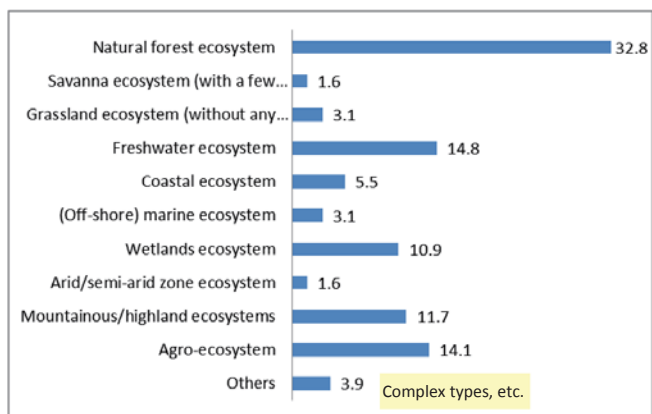 Natural forest ecosystem 32.8
Savanna ecosystem (with a few... 1.6
Grassland ecosystem (without any... 3.1
Freshwater ecosystem 14.8
Coastal ecosystem 5.5
(Off-shore) marine ecosystem 3.1
Wetlands ecosystem 10.9
Arid/semi-arid zone ecosystem 1.6
Mountainous/highland ecosystems 11.7
Agro-ecosystem 14.1
Others 3.9 Complex types, etc.